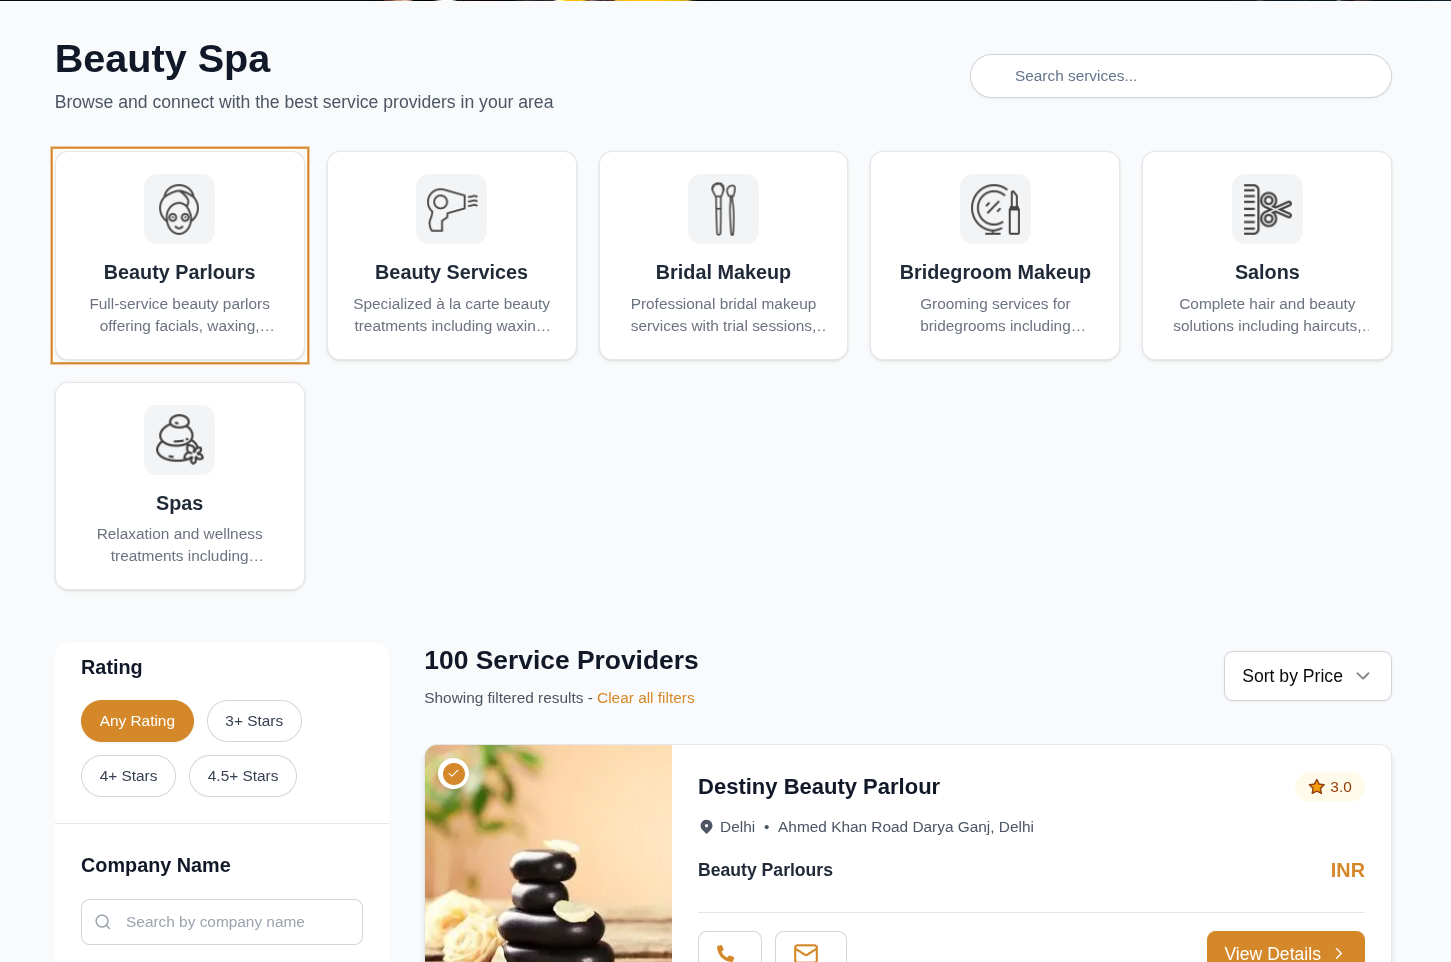 Beauty Spa
Browse and connect with the best service providers in your area
Search services...
Beauty Parlours
Full-service beauty parlors
offering facials, waxing,…
Beauty Services
Specialized à la carte beauty
treatments including waxin…
Bridal Makeup
Professional bridal makeup
services with trial sessions,..
Bridegroom Makeup
Grooming services for
bridegrooms including…
Salons
Complete hair and beauty
solutions including haircuts,..
Spas
Relaxation and wellness
treatments including…
Rating
Any Rating
3+ Stars
4+ Stars
4.5+ Stars
Company Name
Search by company name
100 Service Providers
Showing filtered results - Clear all filters
Sort by Price
Destiny Beauty Parlour
3.0
Delhi • Ahmed Khan Road Darya Ganj, Delhi
Beauty Parlours
INR
View Details